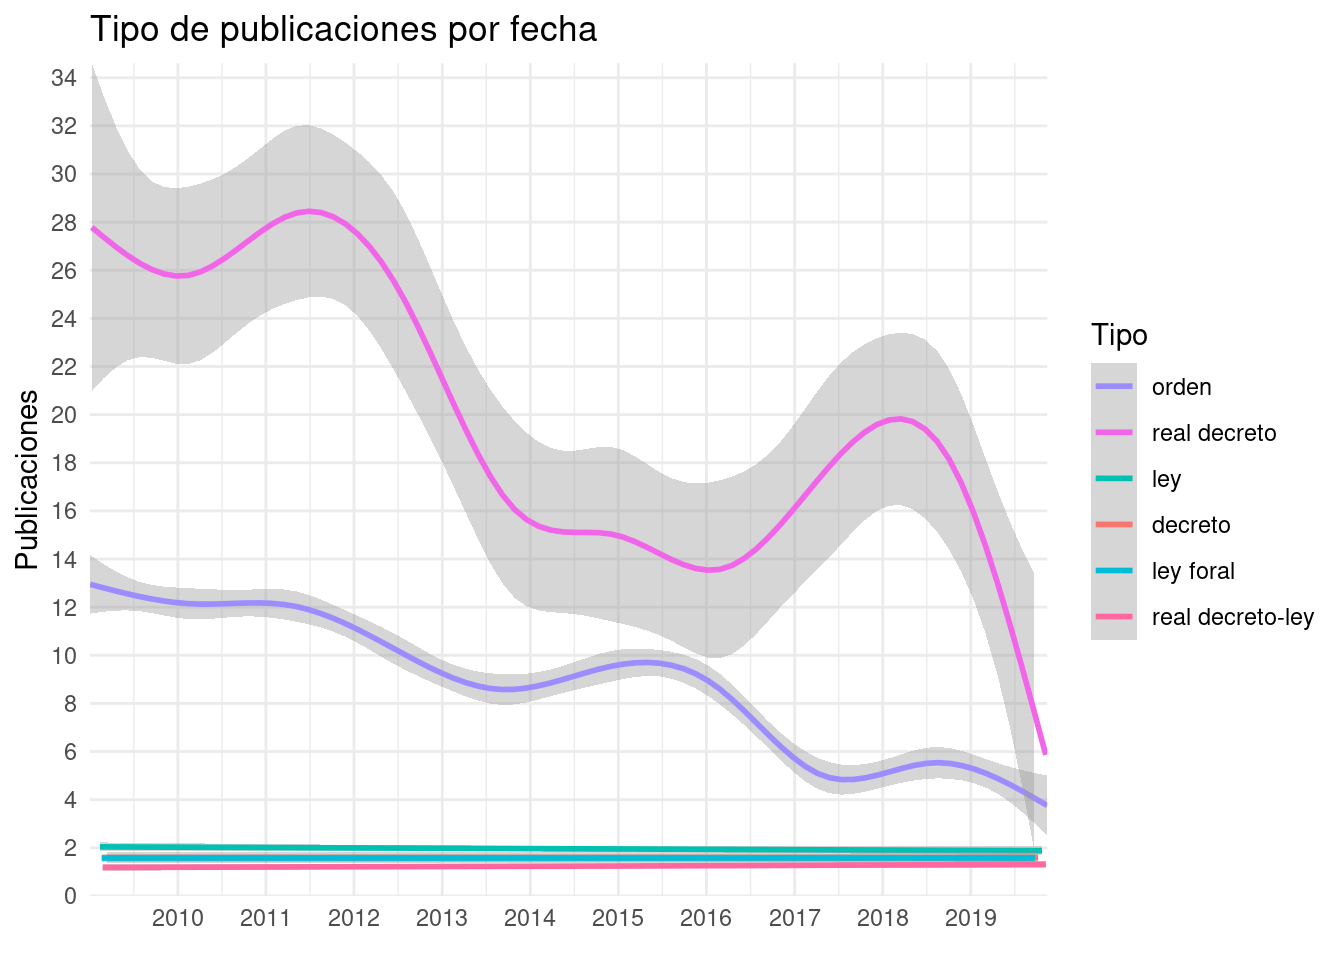 Tipo de publicaciones por fecha
Publicaciones
34
32
30
28
26
24
22
20
18
16
14
12
10
8
6
4
2
0
2010 2011 2012 2013 2014 2015 2016 2017 2018 2019
Tipo
orden
real decreto
ley
decreto
ley foral
real decreto-ley